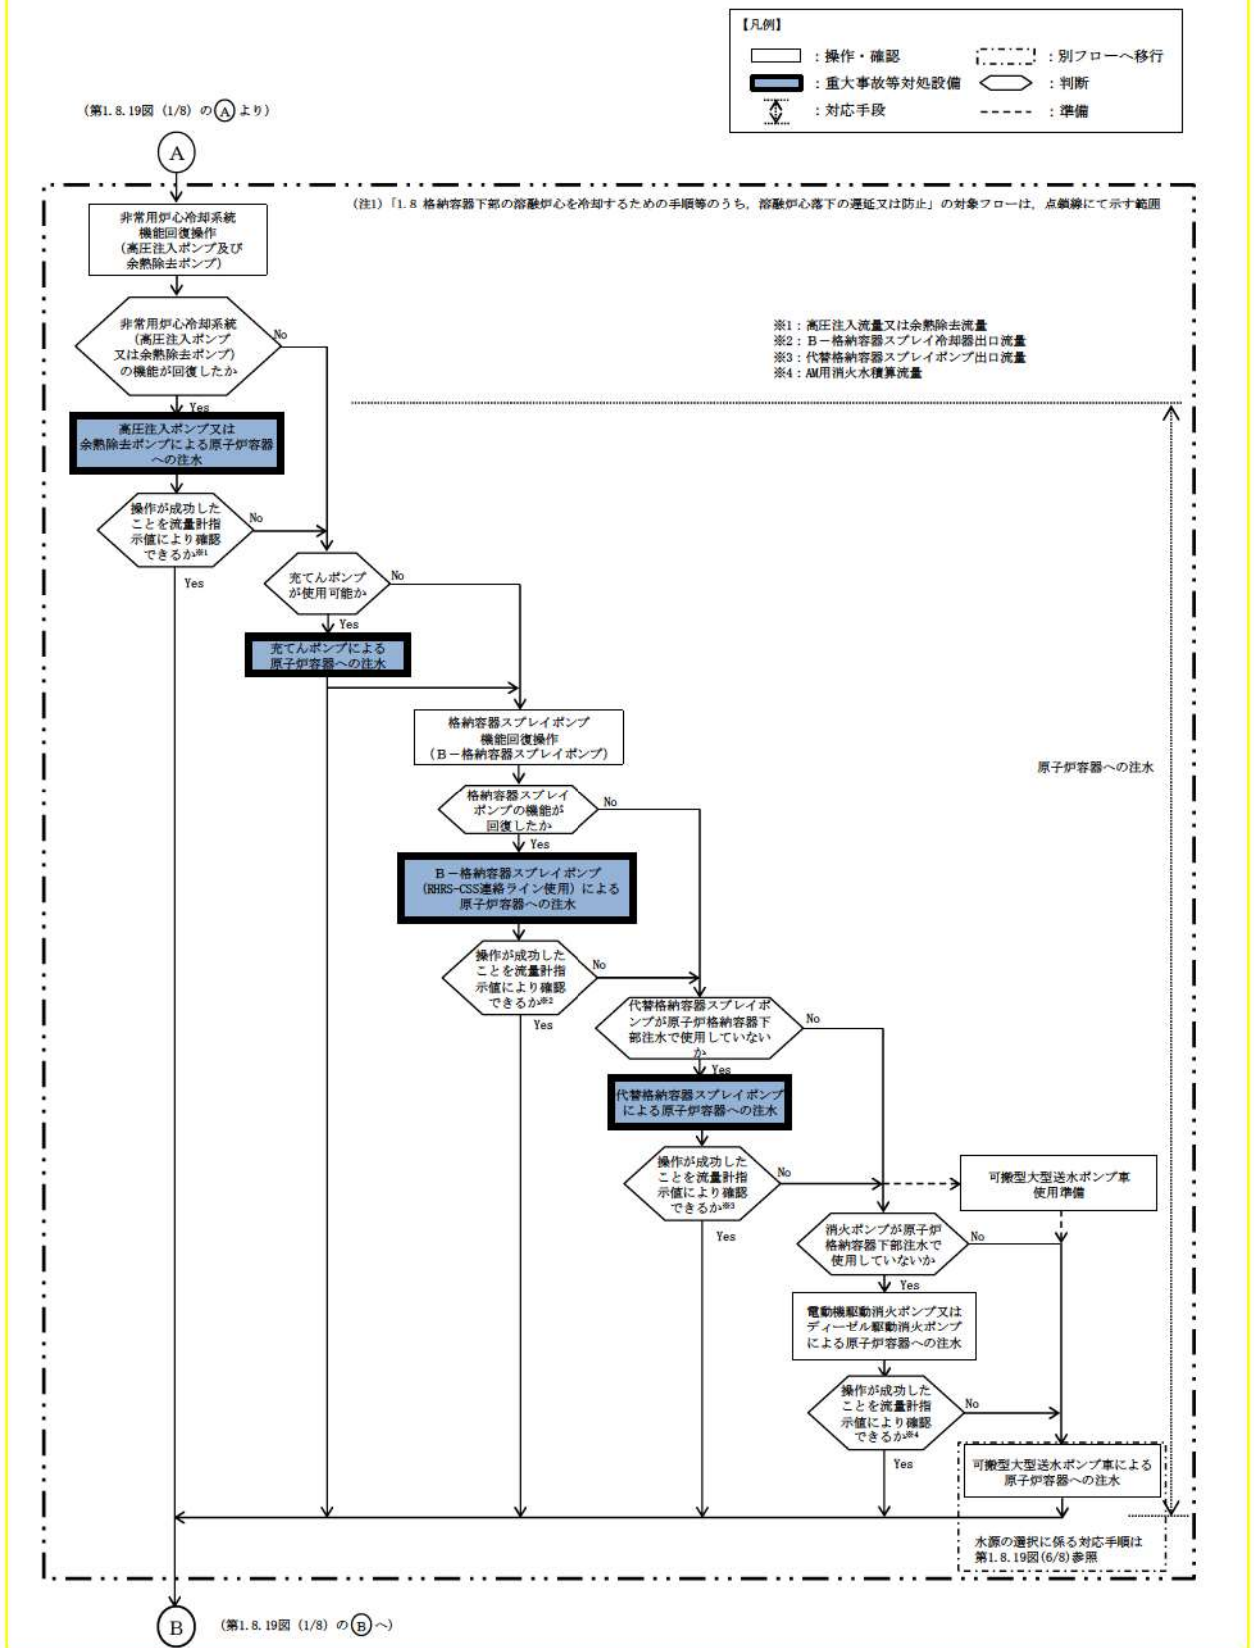 【凡例】
：操作・確認
：別フローへ移行
：重大事故等対処設備
：判断
：対応手段
：準備
(第1.8.19図 (1/8) の A より)
A
(注1)「1.8 格納容器下部の溶融炉心を冷却するための手順等のうち，溶融炉心落下の遅延又は防止」の対象フローは，点鎖線にて示す範囲
非常用炉心冷却系統
機能回復操作
(高圧注入ポンプ及び
余熱除去ポンプ)
非常用炉心冷却系統
(高圧注入ポンプ
又は余熱除去ポンプ)
の機能が回復したか
No
Yes
※1：高圧注入流量又は余熱除去流量
※2：B－格納容器スプレイ冷却器出口流量
※3：代替格納容器スプレイポンプ出口流量
※4：AM用消火水積算流量
高圧注入ポンプ又は
余熱除去ポンプによる原子炉容器
への注水
操作が成功した
ことを流量計指
示値により確認
できるか※1
No
Yes
充てんポンプ
が使用可能か
No
Yes
充てんポンプによる
原子炉容器への注水
格納容器スプレイポンプ
機能回復操作
(B－格納容器スプレイポンプ)
原子炉容器への注水
格納容器スプレイ
ポンプの機能が
回復したか
No
Yes
B－格納容器スプレイポンプ
(RHRS-CSS連絡ライン使用) による
原子炉容器への注水
操作が成功した
ことを流量計指
示値により確認
できるか※2
No
Yes
代替格納容器スプレイポ
ンプが原子炉格納容器下
部注水で使用していない
か
No
Yes
代替格納容器スプレイポンプ
による原子炉容器への注水
操作が成功した
ことを流量計指
示値により確認
できるか※3
No
Yes
可搬型大型送水ポンプ車
使用準備
消火ポンプが原子炉
格納容器下部注水で
使用していないか
No
Yes
電動機駆動消火ポンプ又は
ディーゼル駆動消火ポンプ
による原子炉容器への注水
操作が成功した
ことを流量計指
示値により確認
できるか※4
No
Yes
可搬型大型送水ポンプ車による
原子炉容器への注水
水源の選択に係る対応手順は
第1.8.19図(6/8)参照
B
(第1.8.19図 (1/8) の B へ)